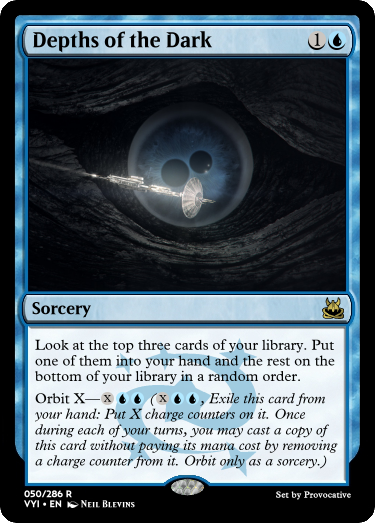 Depths of the Dark 1
Sorcery
Look at the top three cards of your library. Put
one of them into your hand and the rest on the
bottom of your library in a random order.
Orbit X—X (X, Exile this card from
your hand: Put X charge counters on it. Once
during each of your turns, you may cast a copy of
this card without paying its mana cost by removing
a charge counter from it. Orbit only as a sorcery.)
050/286 R
VYI • EN Neil Blevins
Set by Provocative